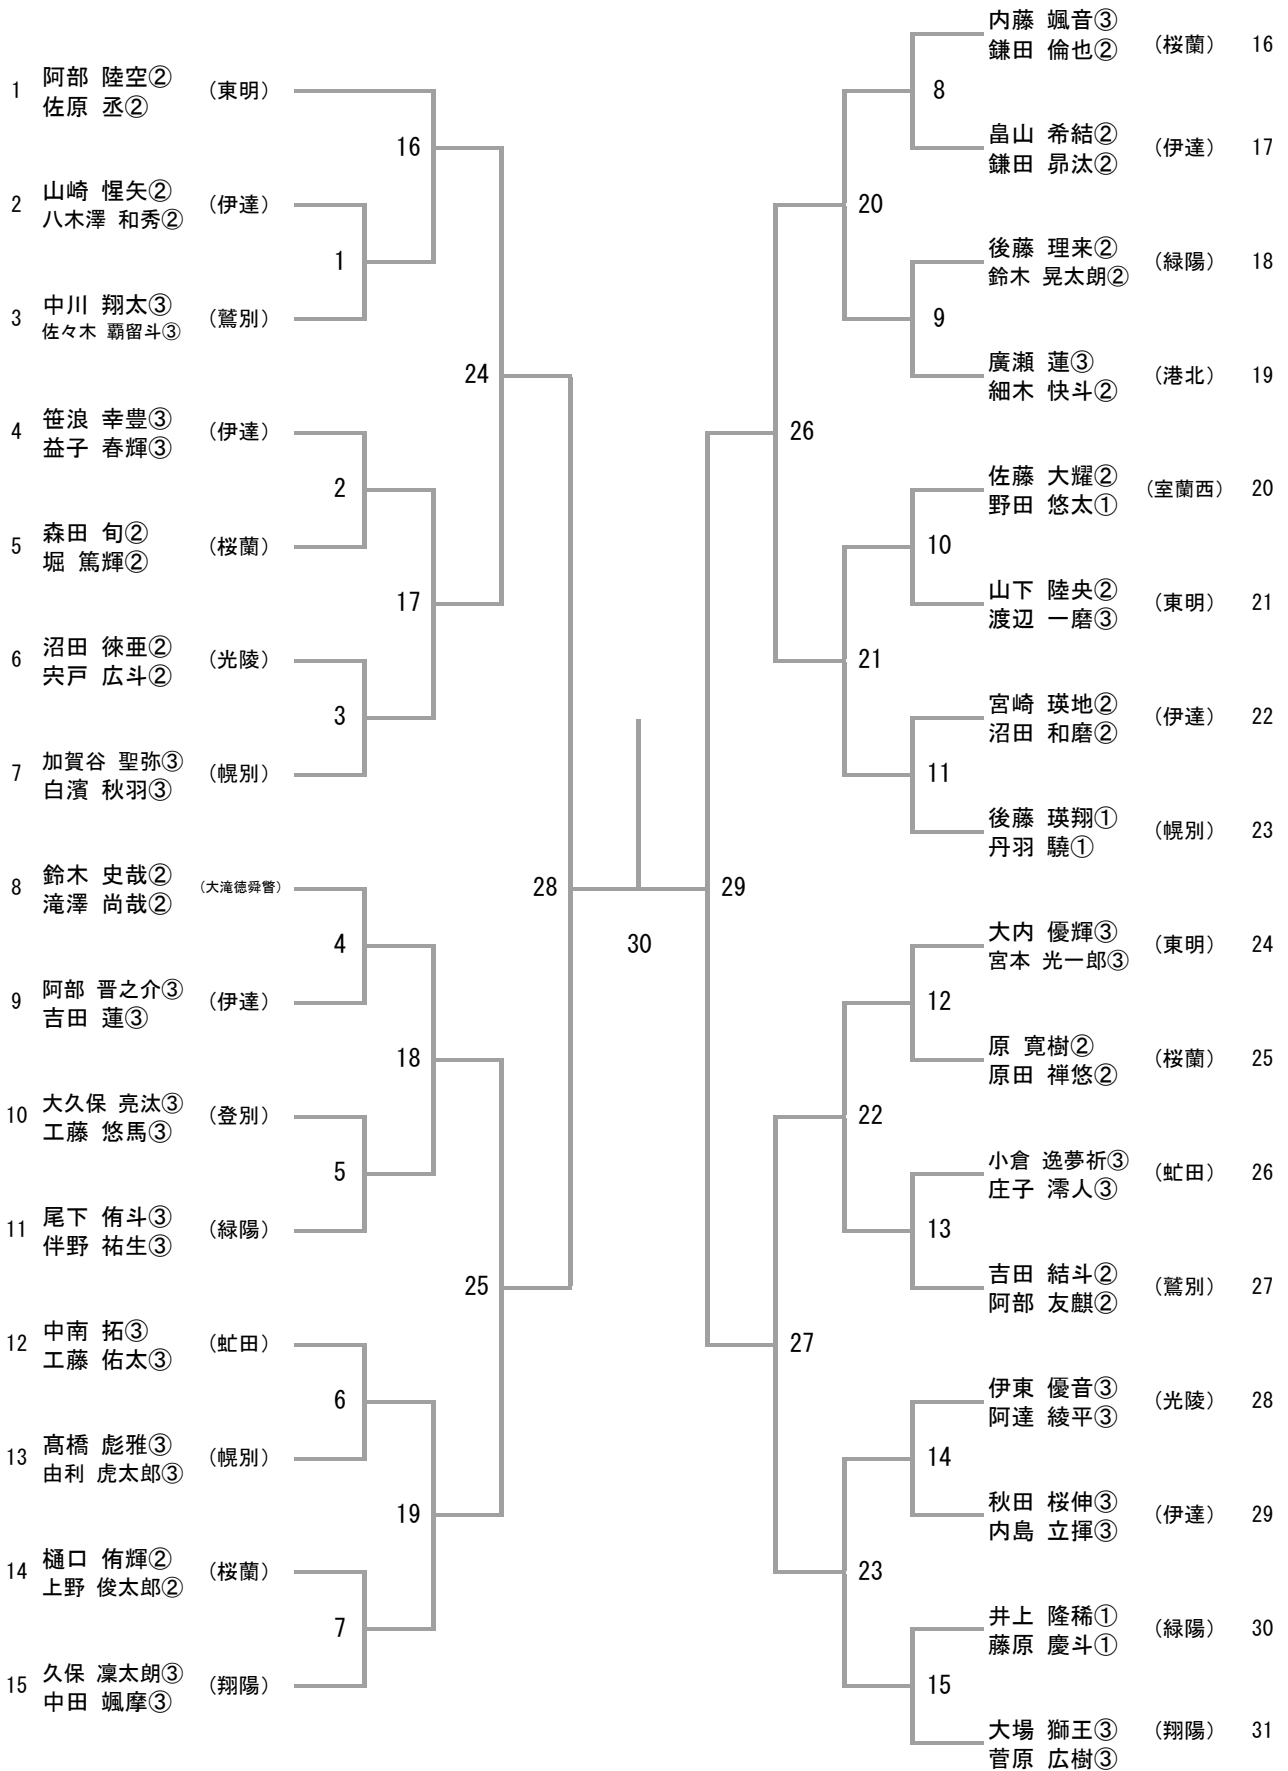 1 阿部 陸空② (東明)
佐原 丞②
16
2 山崎 惺矢② (伊達)
八木澤 和秀②
1
3 中川 翔太③ (鷲別)
佐々木 覇留斗③
24
4 笹浪 幸豊③ (伊達)
益子 春輝③
2
5 森田 旬② (桜蘭)
堀 篤輝②
17
6 沼田 徠亜② (光陵)
宍戸 広斗②
3
7 加賀谷 聖弥③ (幌別)
白濱 秋羽③
28
8 鈴木 史哉② (大滝徳舜瞥)
滝澤 尚哉②
4
9 阿部 晋之介③ (伊達)
吉田 蓮③
18
10 大久保 亮汰③ (登別)
工藤 悠馬③
5
11 尾下 侑斗③ (緑陽)
伴野 祐生③
25
12 中南 拓③ (虻田)
工藤 佑太③
6
13 髙橋 彪雅③ (幌別)
由利 虎太郎③
19
14 樋口 侑輝② (桜蘭)
上野 俊太郎②
7
15 久保 凜太朗③ (翔陽)
中田 颯摩③
30
内藤 颯音③ (桜蘭) 16
鎌田 倫也②
8
畠山 希結② (伊達) 17
鎌田 昴汰②
20
後藤 理来② (緑陽) 18
鈴木 晃太朗②
9
廣瀬 蓮③ (港北) 19
細木 快斗②
26
佐藤 大耀② (室蘭西) 20
野田 悠太①
10
山下 陸央② (東明) 21
渡辺 一磨③
21
宮崎 瑛地② (伊達) 22
沼田 和磨②
11
後藤 瑛翔① (幌別) 23
丹羽 驍①
29
大内 優輝③ (東明) 24
宮本 光一郎③
12
原 寛樹② (桜蘭) 25
原田 禅悠②
22
小倉 逸夢祈③ (虻田) 26
庄子 澪人③
13
吉田 結斗② (鷲別) 27
阿部 友麒②
27
伊東 優音③ (光陵) 28
阿達 綾平③
14
秋田 桜伸③ (伊達) 29
内島 立揮③
23
井上 隆稀① (緑陽) 30
藤原 慶斗①
15
大場 獅王③ (翔陽) 31
菅原 広樹③